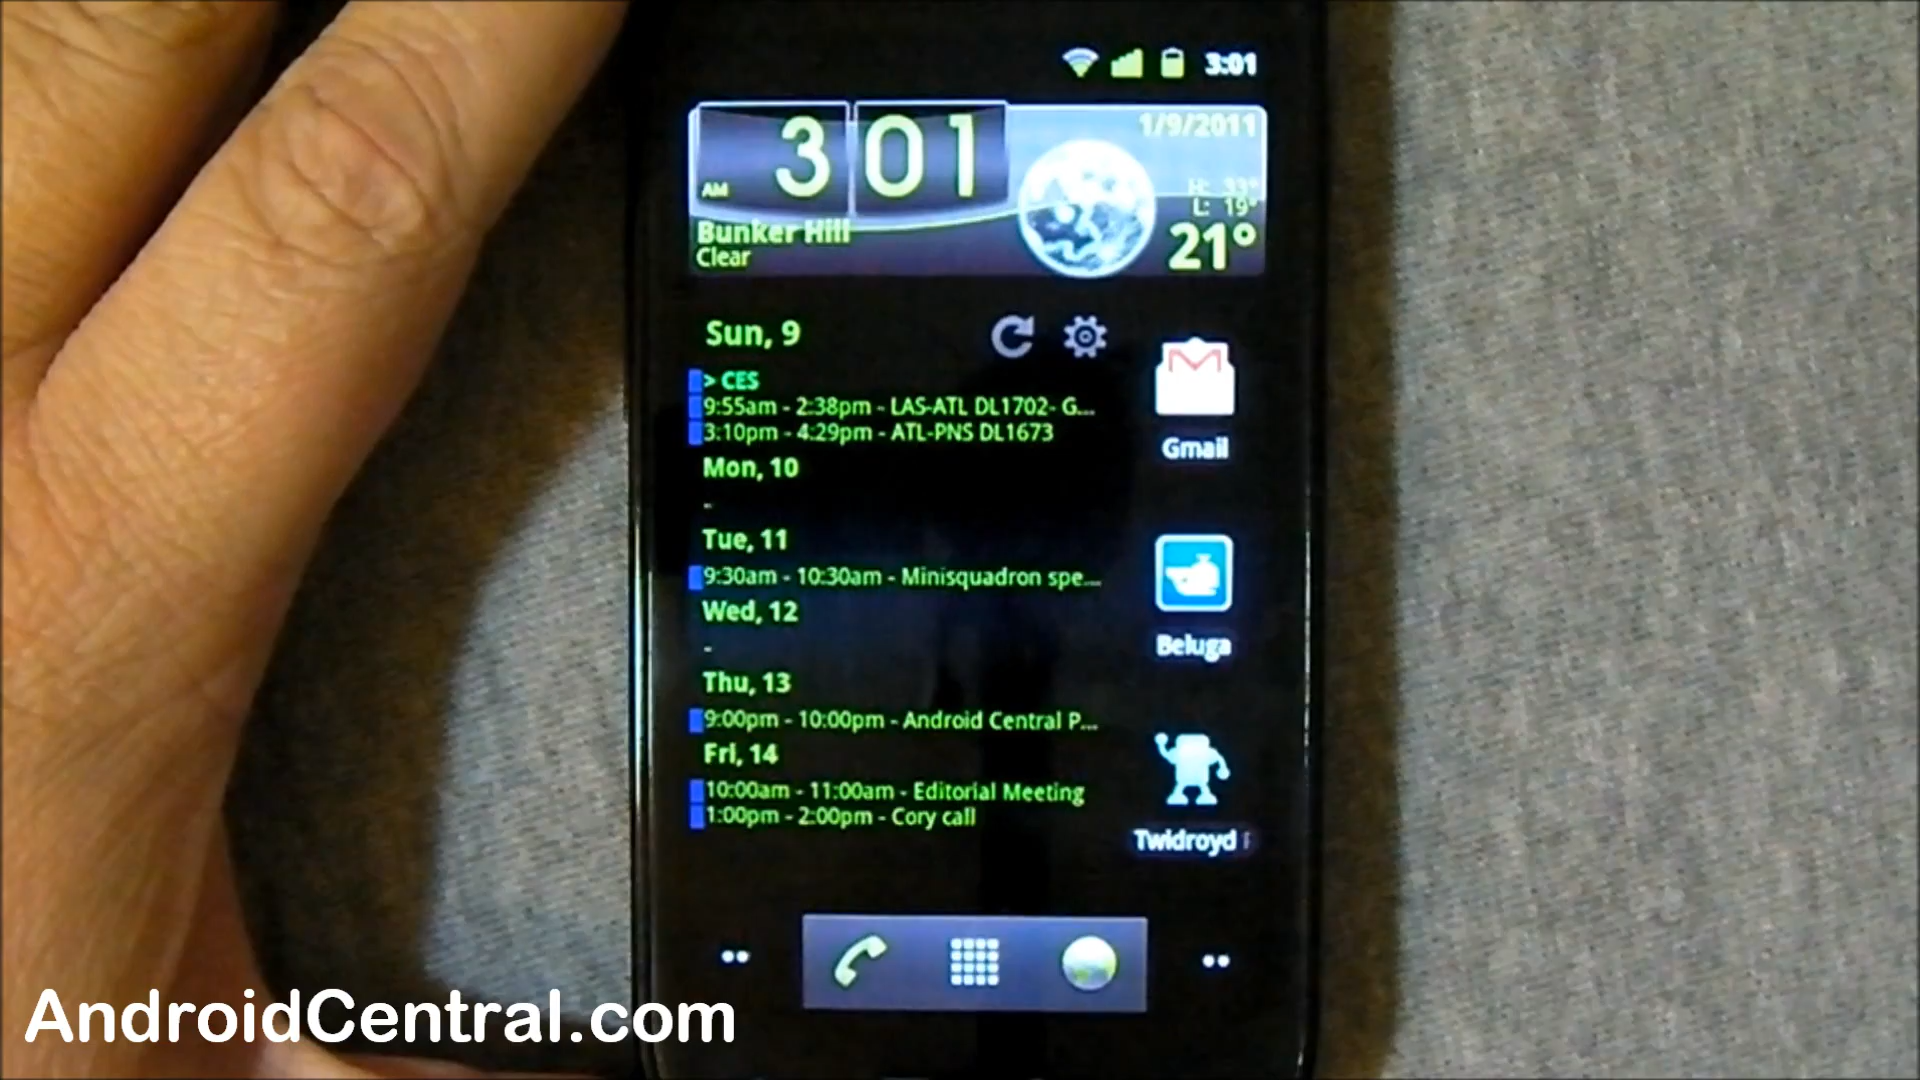 3:01
3 01
AM
1/9/2011
H: 33°
L: 19°
21°
Bunker Hill
Clear
Sun, 9
> CES
9:55am - 2:38pm - LAS-ATL DL1702- G...
3:10pm - 4:29pm - ATL-PNS DL1673
Mon, 10
-
Tue, 11
9:30am - 10:30am - Minisquadron spe...
Wed, 12
-
Thu, 13
9:00pm - 10:00pm - Android Central P...
Fri, 14
10:00am - 11:00am - Editorial Meeting
1:00pm - 2:00pm - Cory call
Gmail
Beluga
Twidroyd
AndroidCentral.com